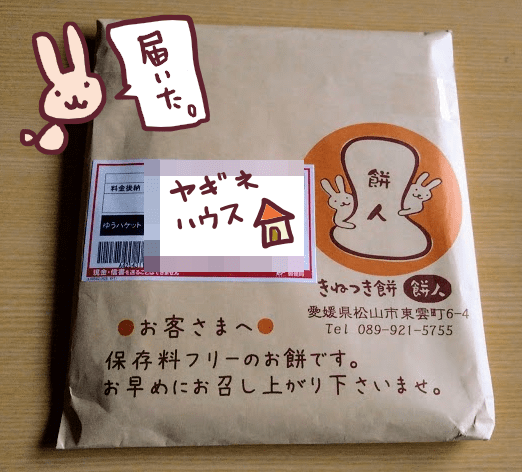 届いた。
料金後納
ゆうパケット
ヤギネ
ハウス
餅人
きねつき餅 餅人
愛媛県松山市東雲町6-4
Tel 089-921-5755
●お客さまへ●
保存料フリーのお餅です。
お早めにお召し上がり下さいませ。
現金・信書を送ることはできません